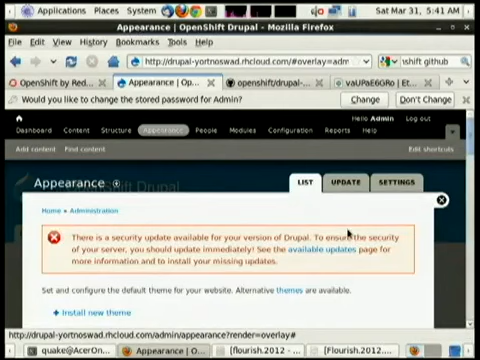 Applications Places System Sat Mar 31, 5:41 AM
Appearance | OpenShift Drupal - Mozilla Firefox
File Edit View History Bookmarks Tools Help
http://drupal-yortnoswad.rhcloud.com/#overlay=adm
shift github
OpenShift by Red... Appearance | Op... openshift/drupal-... vaUPaE6GRo | Et...
Would you like to change the stored password for Admin? Change Don't Change
Hello Admin Log out
Dashboard Content Structure Appearance People Modules Configuration Reports Help
Add content Find content Edit shortcuts
Appearance LIST UPDATE SETTINGS
Home » Administration
There is a security update available for your version of Drupal. To ensure the security
of your server, you should update immediately! See the available updates page for
more information and to install your missing updates.
Set and configure the default theme for your website. Alternative themes are available.
+ Install new theme
http://drupal-yortnoswad.rhcloud.com/admin/appearance?render=overlay#
quake@AcerOn... Appearance | O... [flourish.2012 - ... [Flourish.2012....